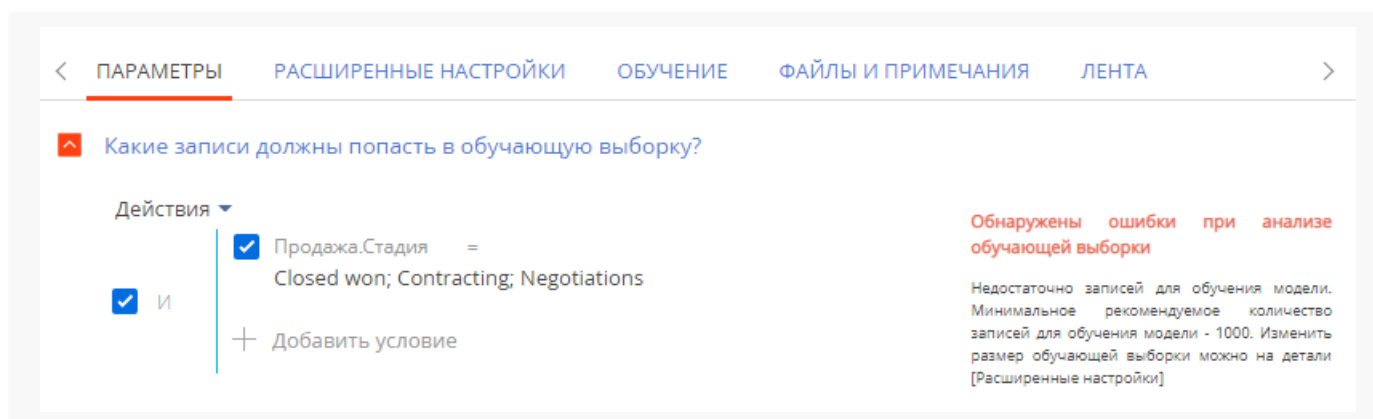 ПАРАМЕТРЫ РАСШИРЕННЫЕ НАСТРОЙКИ ОБУЧЕНИЕ ФАЙЛЫ И ПРИМЕЧАНИЯ ЛЕНТА
Какие записи должны попасть в обучающую выборку?
Действия
И
Продажа.Стадия =
Closed won; Contracting; Negotiations
Добавить условие
Обнаружены ошибки при анализе
обучающей выборки
Недостаточно записей для обучения модели.
Минимальное рекомендуемое количество
записей для обучения модели - 1000. Изменить
размер обучающей выборки можно на детали
[Расширенные настройки]